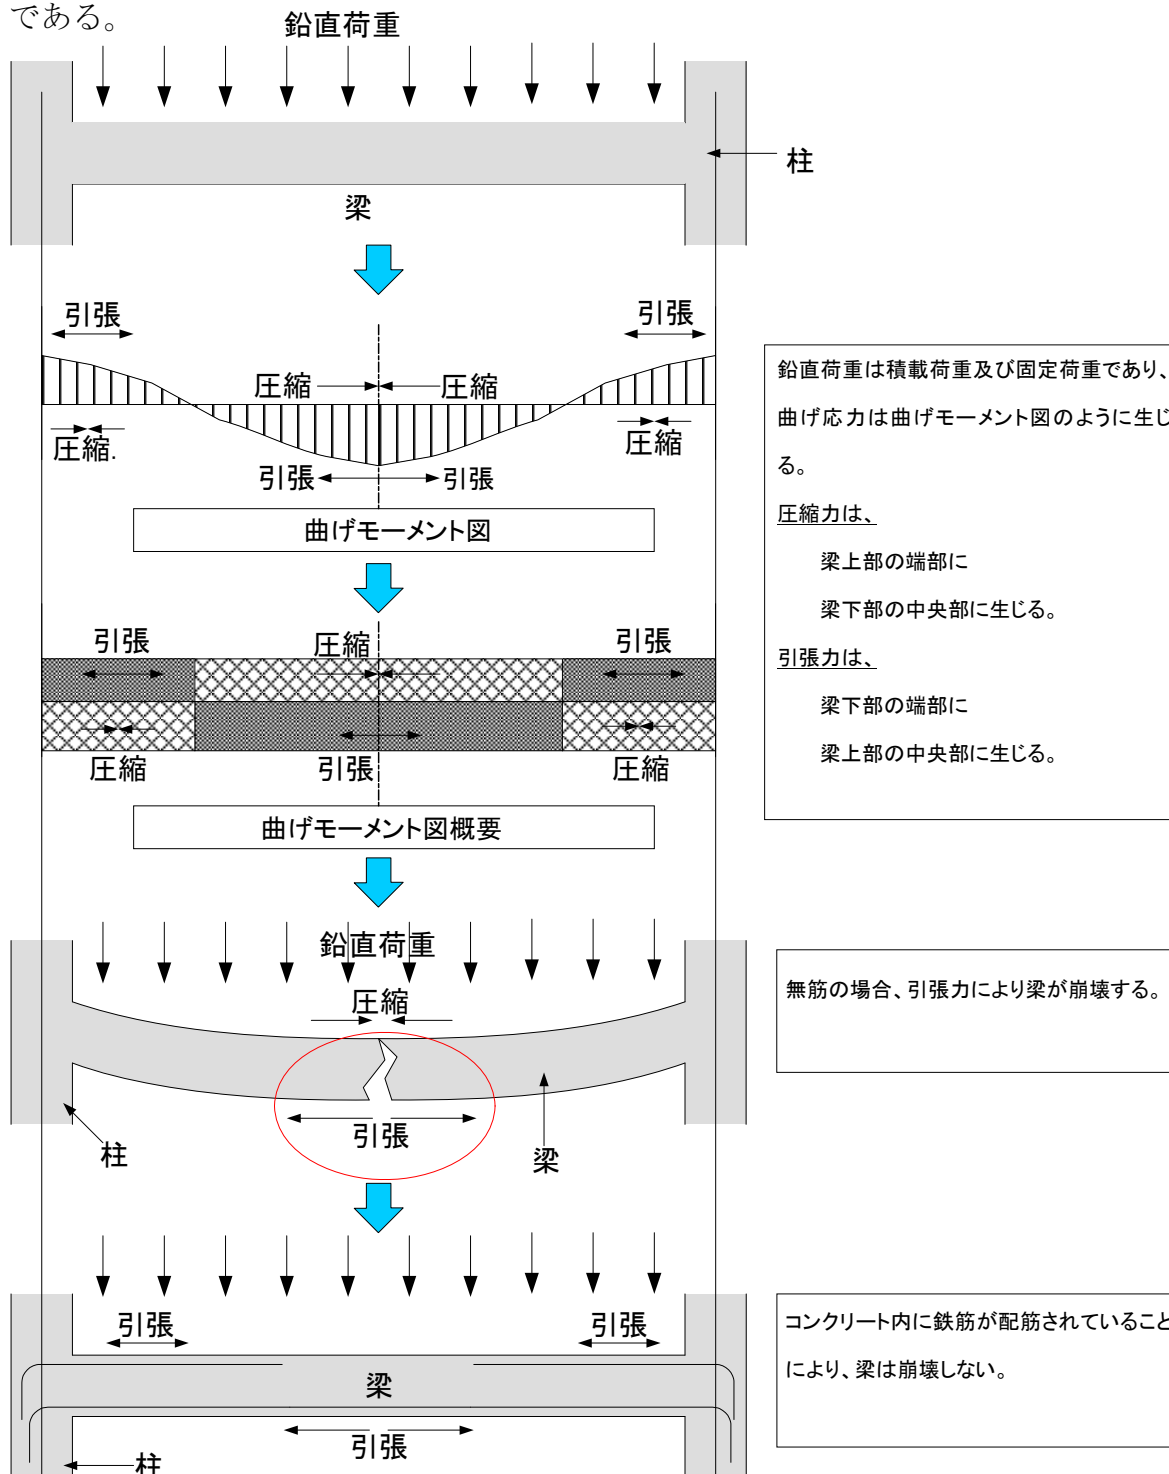 である。
鉛直荷重
柱
梁
引張
引張
圧縮
圧縮
圧縮.
圧縮
引張
引張
曲げモーメント図
鉛直荷重は積載荷重及び固定荷重であり、
曲げ応力は曲げモーメント図のように生じ
る。
圧縮力は、
梁上部の端部に
梁下部の中央部に生じる。
引張力は、
梁下部の端部に
梁上部の中央部に生じる。
引張
圧縮
引張
圧縮
引張
圧縮
曲げモーメント図概要
鉛直荷重
圧縮
無筋の場合、引張力により梁が崩壊する。
引張
柱
梁
引張
引張
コンクリート内に鉄筋が配筋されていること
により、梁は崩壊しない。
梁
引張
柱